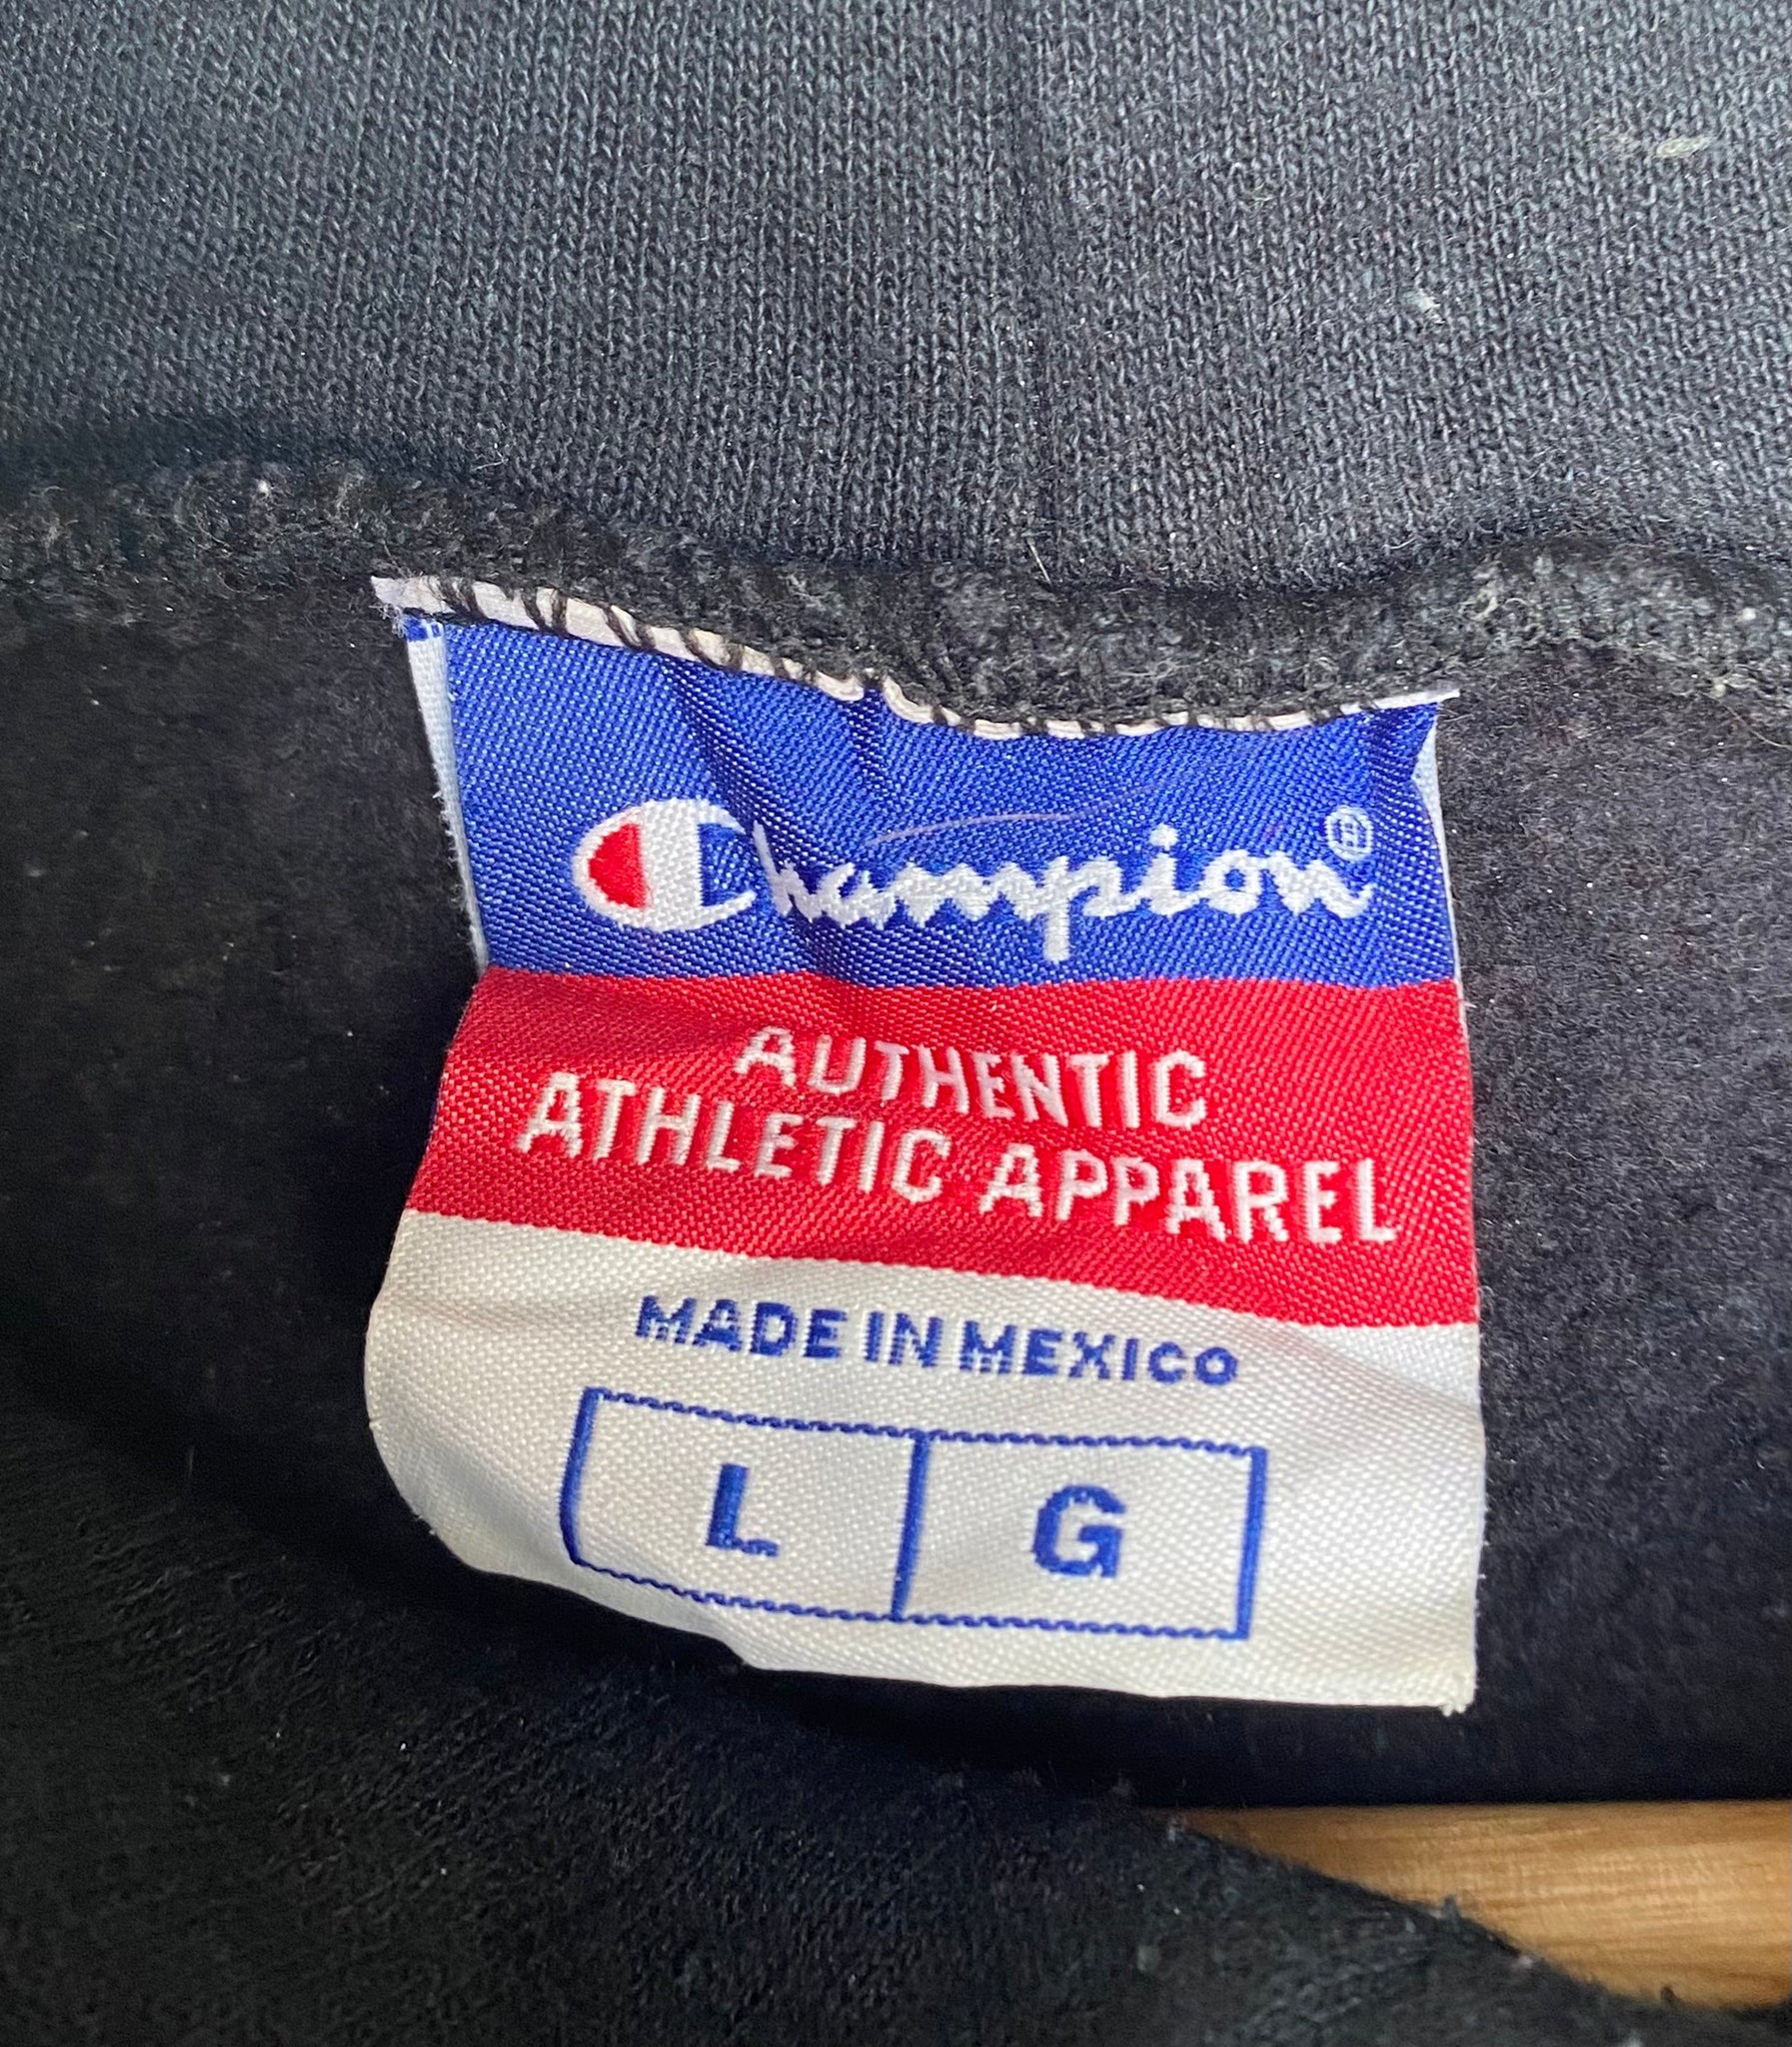 Champion®
AUTHENTIC
ATHLETIC APPAREL
MADE IN MEXICO
L G